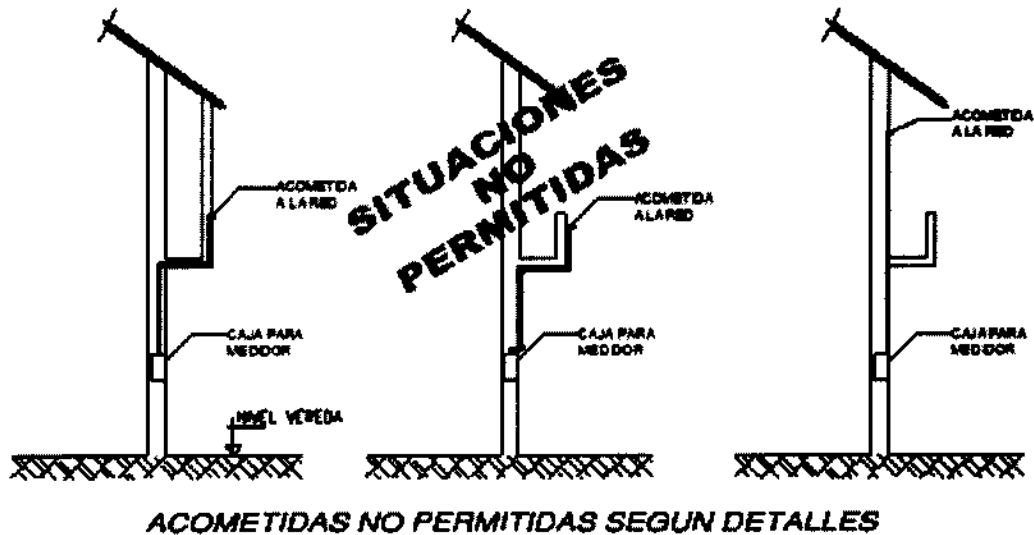 SITUACIONES
NO
PERMITIDAS
ACOMETIDA
A LA RED
CAJA PARA
MEDIDOR
NIVEL VEREDA
ACOMETIDA
A LA RED
CAJA PARA
MEDIDOR
ACOMETIDA
A LA RED
CAJA PARA
MEDIDOR
ACOMETIDAS NO PERMITIDAS SEGUN DETALLES